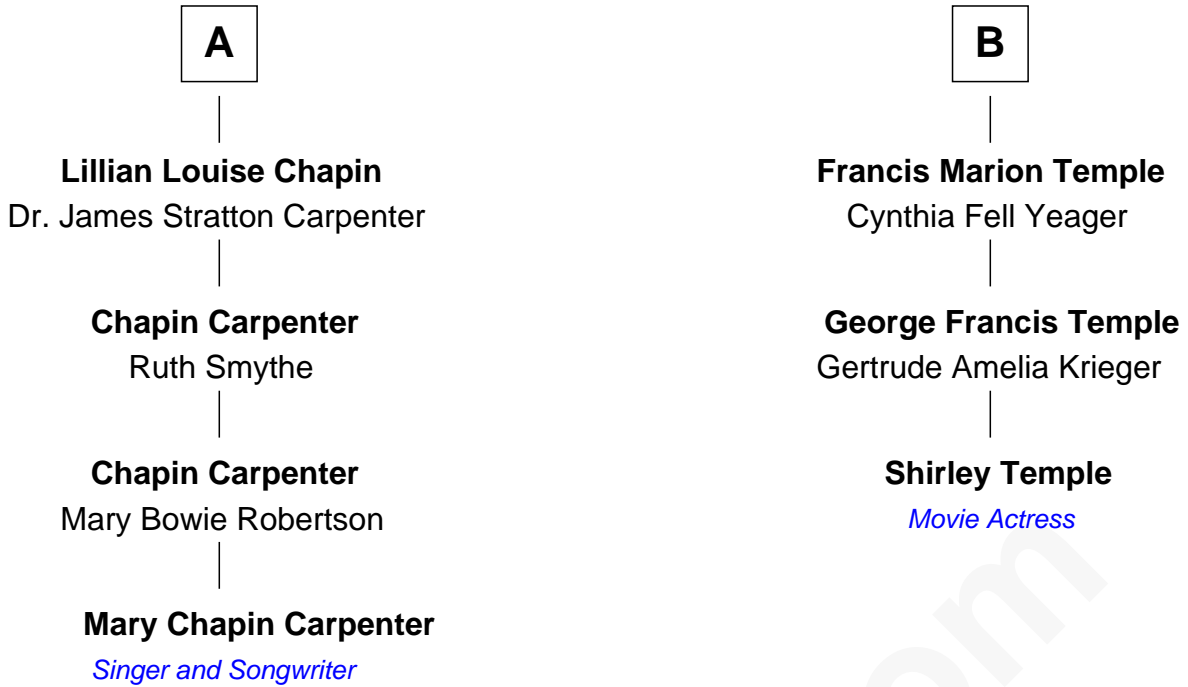 A
Lillian Louise Chapin
Dr. James Stratton Carpenter
Chapin Carpenter
Ruth Smythe
Chapin Carpenter
Mary Bowie Robertson
Mary Chapin Carpenter
Singer and Songwriter
B
Francis Marion Temple
Cynthia Fell Yeager
George Francis Temple
Gertrude Amelia Krieger
Shirley Temple
Movie Actress
om